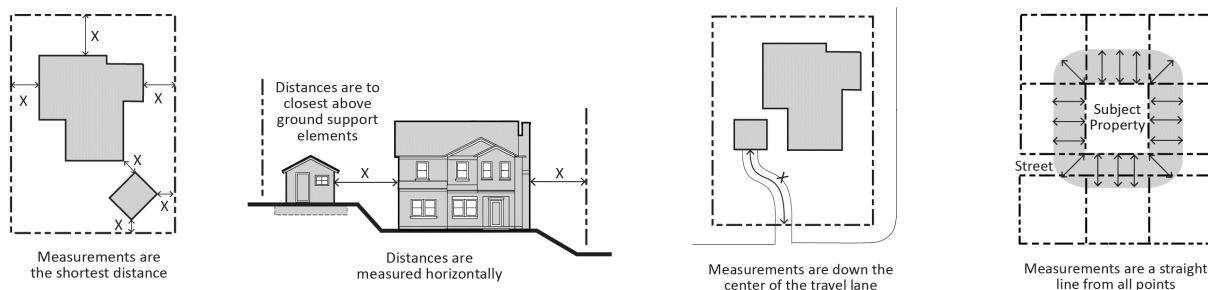 X
X
X
X
X
X
Measurements are
the shortest distance
Distances are to
closest above
ground support
elements
X
X
Distances are
measured horizontally
X
Measurements are down the
center of the travel lane
Subject
Property
Street
Measurements are a straight
line from all points